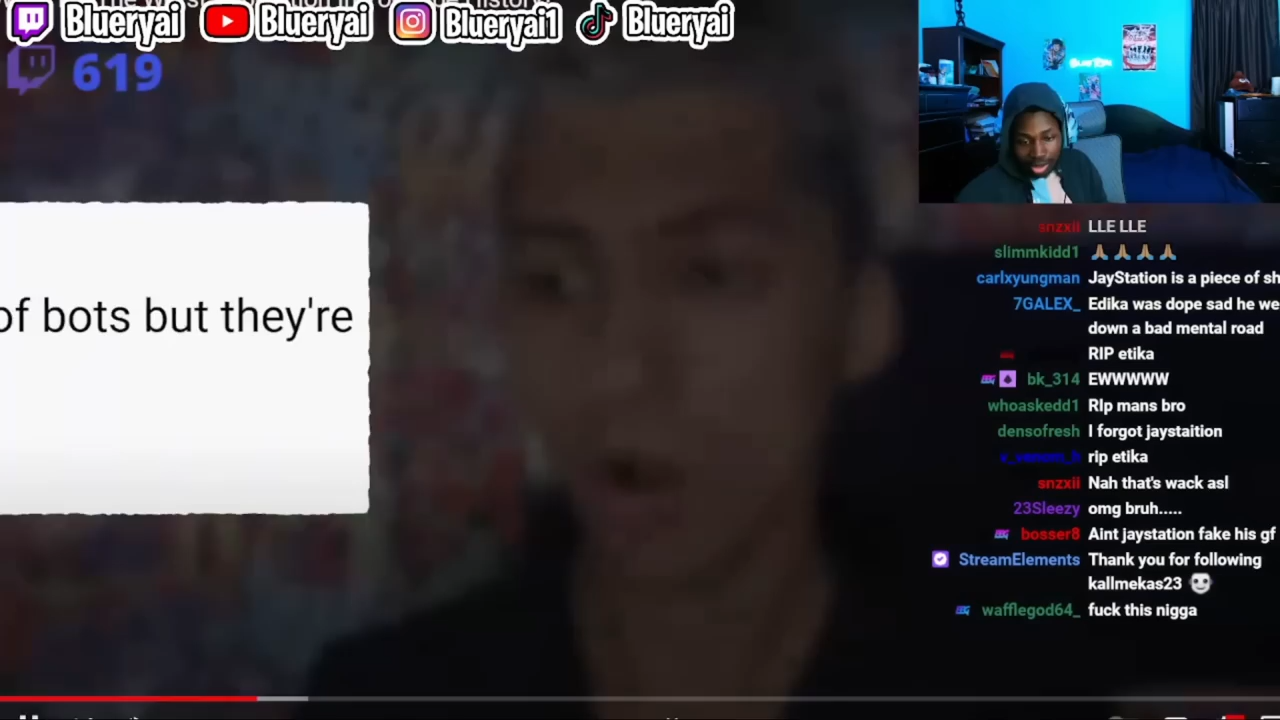 Blueryai Blueryai Blueryai1 Blueryai
619
of bots but they're
snzxii LLE LLE
slimmkidd1 🙏🏽🙏🏽🙏🏽🙏🏽
carlxyungman JayStation is a piece of sh
7GALEX_ Edika was dope sad he we
down a bad mental road
RIP etika
bk_314 EWWWWW
whoaskedd1 RIp mans bro
densofresh I forgot jaystaition
rip etika
snzxii Nah that's wack asl
23Sleezy omg bruh.....
bosser8 Aint jaystation fake his gf
StreamElements Thank you for following
kallmekas23
wafflegod64_ fuck this nigga